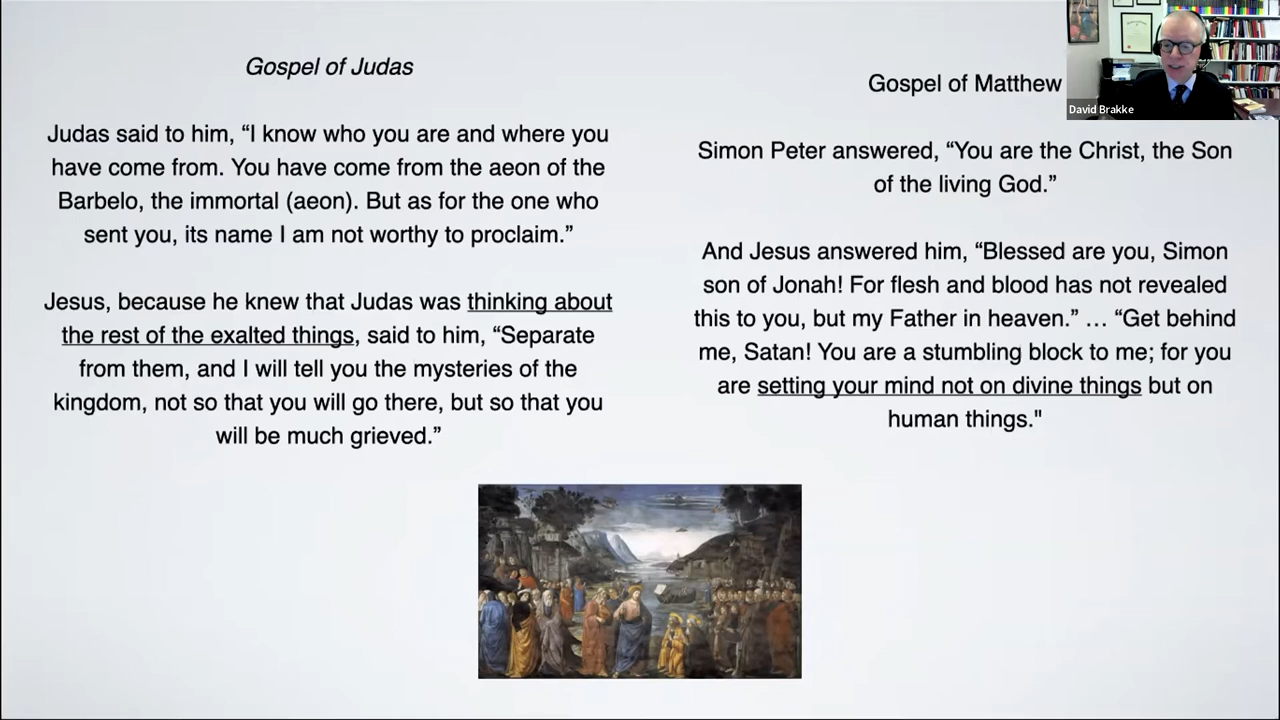 Gospel of Judas
Judas said to him, “I know who you are and where you
have come from. You have come from the aeon of the
Barbelo, the immortal (aeon). But as for the one who
sent you, its name I am not worthy to proclaim.”
Jesus, because he knew that Judas was thinking about
the rest of the exalted things, said to him, “Separate
from them, and I will tell you the mysteries of the
kingdom, not so that you will go there, but so that you
will be much grieved.”
Gospel of Matthew
Simon Peter answered, “You are the Christ, the Son
of the living God.”
And Jesus answered him, “Blessed are you, Simon
son of Jonah! For flesh and blood has not revealed
this to you, but my Father in heaven.” … “Get behind
me, Satan! You are a stumbling block to me; for you
are setting your mind not on divine things but on
human things."
David Brakke